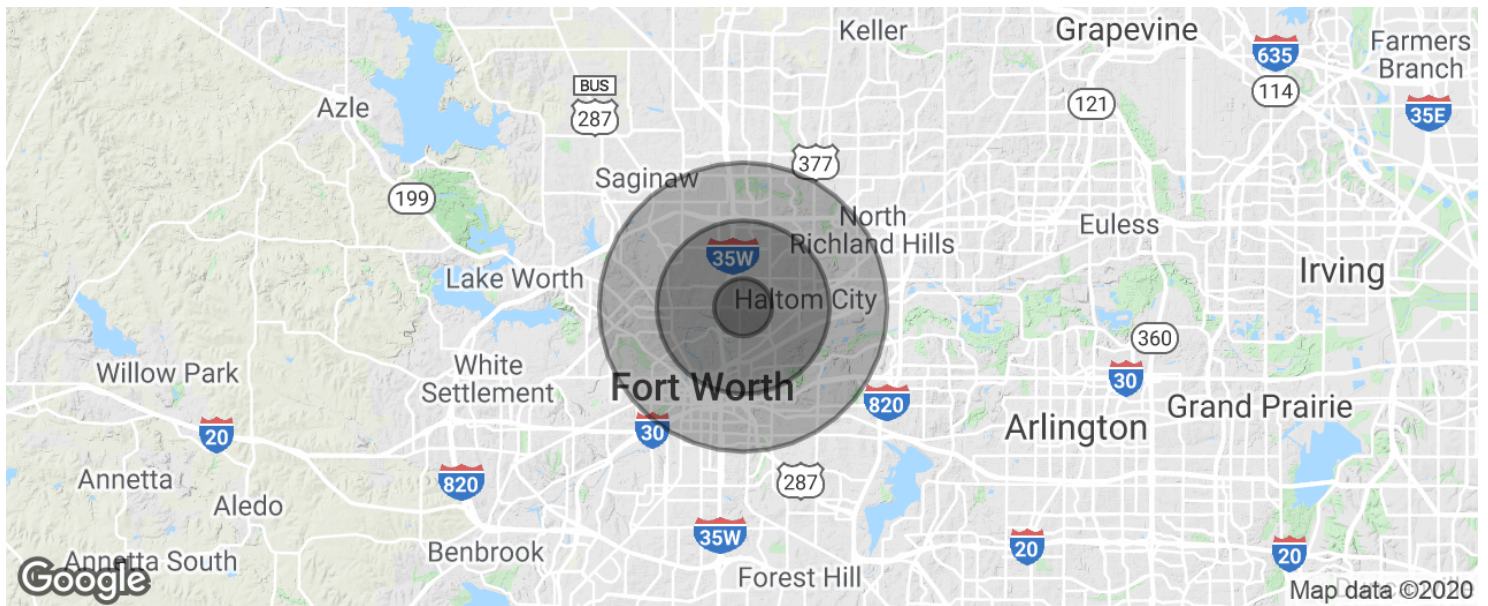 Keller
Grapevine
635
Farmers
Branch
BUS
287
Azle
121
114
35E
377
Saginaw
199
North
Richland Hills
Euless
35W
Lake Worth
Haltom City
Irving
360
White
Settlement
Willow Park
Fort Worth
30
820
Grand Prairie
Arlington
20
30
Annetta
820
287
Aledo
35W
20
20
Benbrook
Annetta South
Forest Hill
Google
Map data ©2020